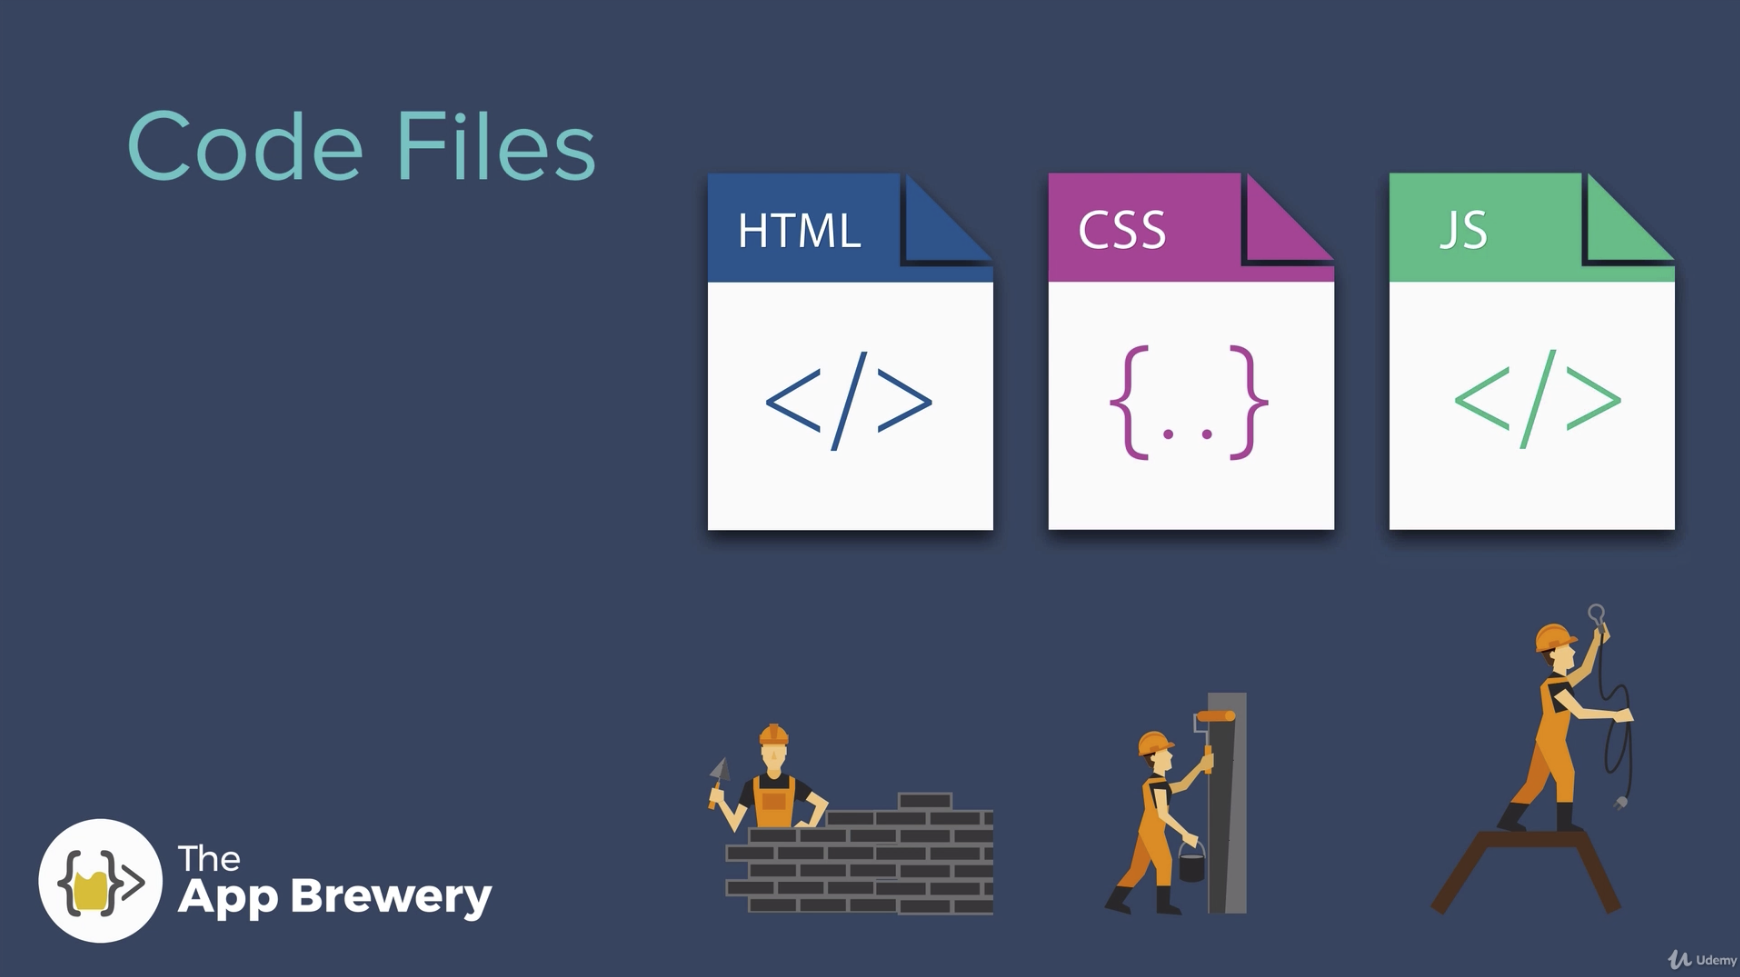 Code Files
HTML
CSS
JS
</>
{..}
</>
The
App Brewery
{}>
Udemy